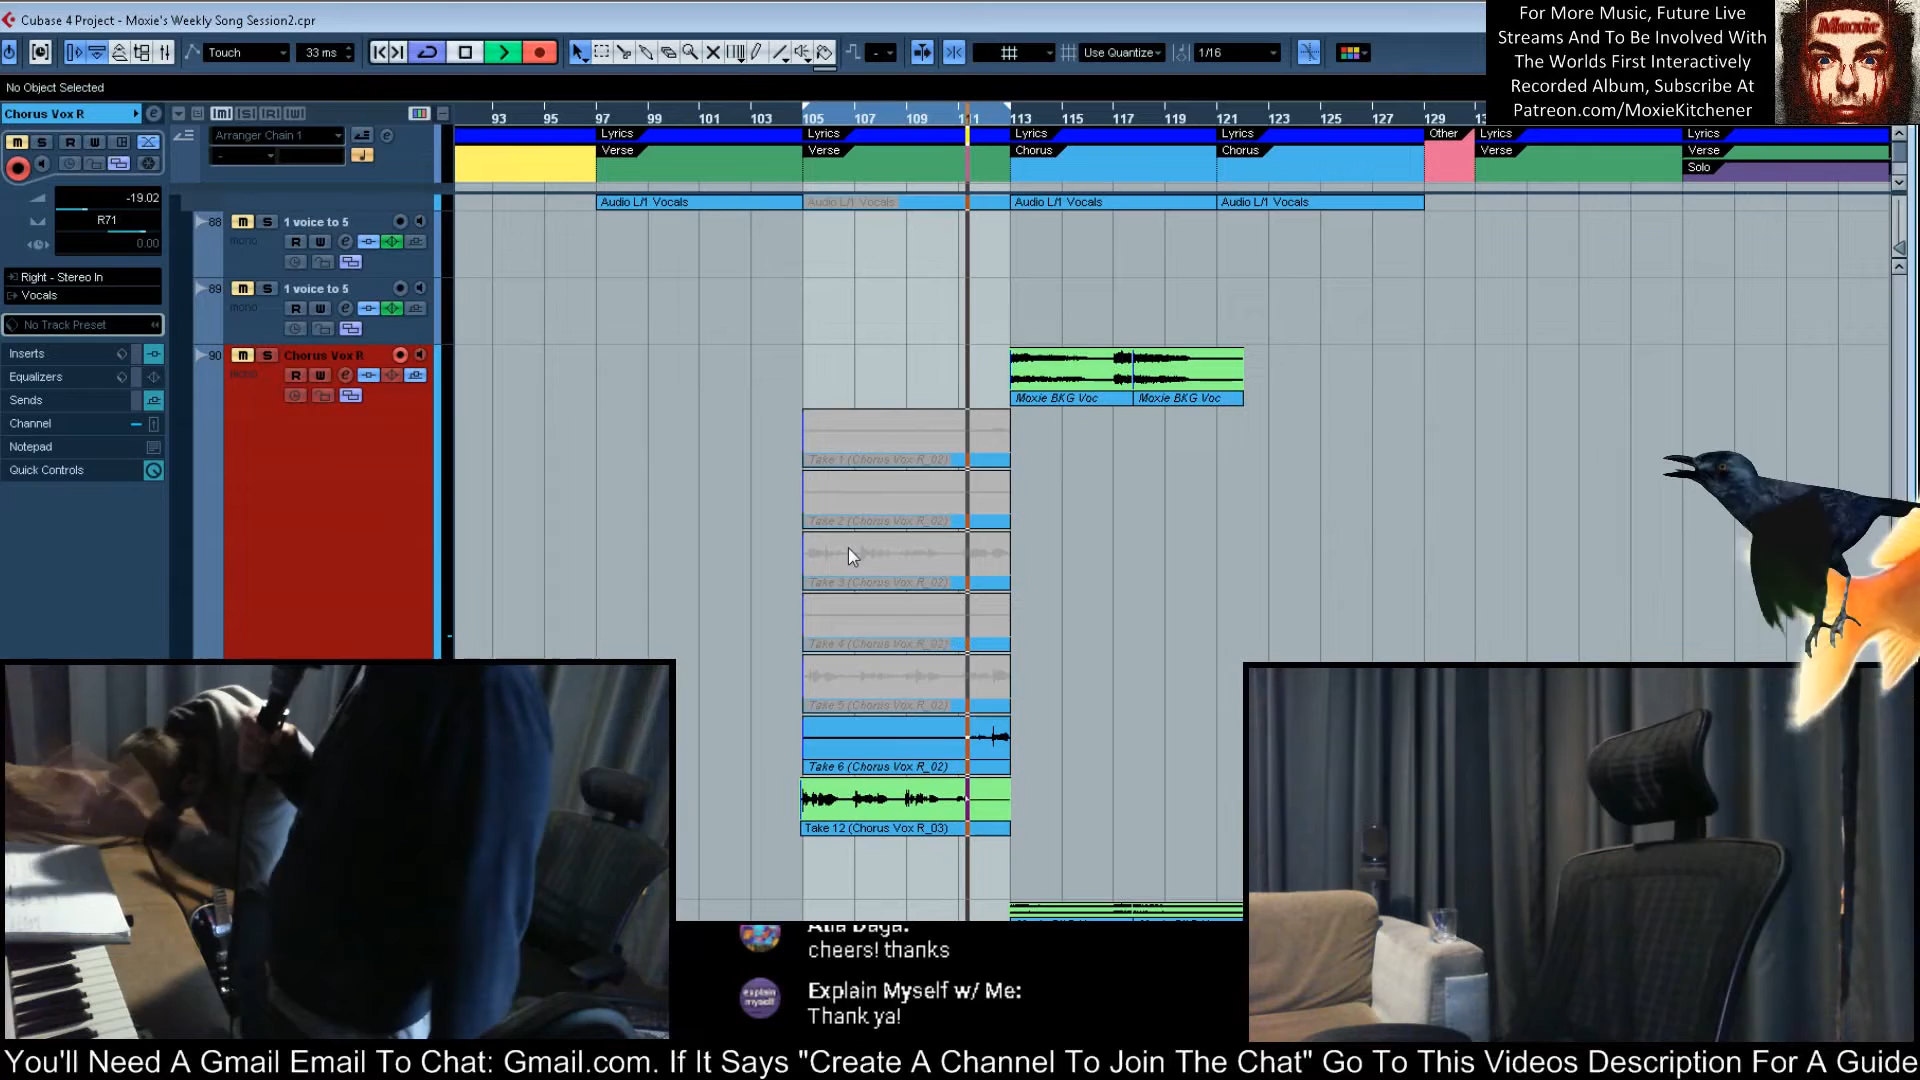 Cubase 4 Project - Moxie's Weekly Song Session2.cpr
Touch
33 ms
Use Quantize
1/16
No Object Selected
For More Music, Future Live
Streams And To Be Involved With
The Worlds First Interactively
Recorded Album, Subscribe At
Patreon.com/MoxieKitchener
Moxie
Chorus Vox R
Arranger Chain 1
93 95 97 99 101 103 105 107 109 111 113 115 117 119 121 123 125 127 129
Lyrics Lyrics Lyrics Lyrics Other Lyrics Lyrics
Verse Verse Chorus Chorus Verse Verse
Solo
-19.02
R71
0.00
Right - Stereo In
Vocals
No Track Preset
Inserts
Equalizers
Sends
Channel
Notepad
Quick Controls
Audio L/1 Vocals Audio L/1 Vocals Audio L/1 Vocals Audio L/1 Vocals
88 m S 1 voice to 5
mono R W e
89 m S 1 voice to 5
mono R W e
90 m S Chorus Vox R
mono R W e
Moxie BKG Voc Moxie BKG Voc
Take 1 (Chorus Vox R_02)
Take 2 (Chorus Vox R_02)
Take 3 (Chorus Vox R_02)
Take 4 (Chorus Vox R_02)
Take 5 (Chorus Vox R_02)
Take 6 (Chorus Vox R_02)
Take 12 (Chorus Vox R_03)
cheers! thanks
explain
myself
Explain Myself w/ Me:
Thank ya!
You'll Need A Gmail Email To Chat: Gmail.com. If It Says "Create A Channel To Join The Chat" Go To This Videos Description For A Guide